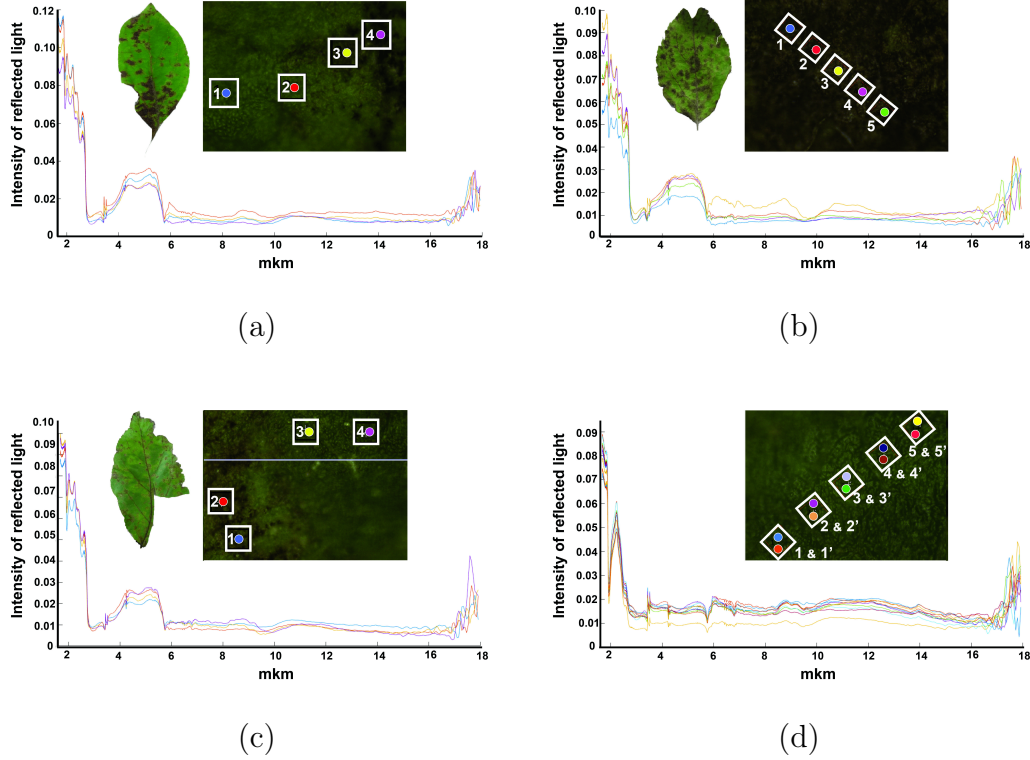 Intensity of reflected light
0.12
0.10
0.08
0.06
0.04
0.02
0
2 4 6 8 10 12 14 16 18
mkm
1 2 3 4
(a)
Intensity of reflected light
0.10
0.09
0.08
0.07
0.06
0.05
0.04
0.03
0.02
0.01
0
2 4 6 8 10 12 14 16 18
mkm
1
2
3
4
5
(b)
Intensity of reflected light
0.10
0.09
0.08
0.06
0.05
0.04
0.03
0.02
0.01
0
2 4 6 8 10 12 14 16 18
mkm
3 4
2
1
(c)
Intensity of reflected light
0.09
0.08
0.07
0.06
0.05
0.04
0.03
0.02
0.01
0
2 4 6 8 10 12 14 16 18
mkm
5 & 5’
4 & 4’
3 & 3’
2 & 2’
1 & 1’
(d)